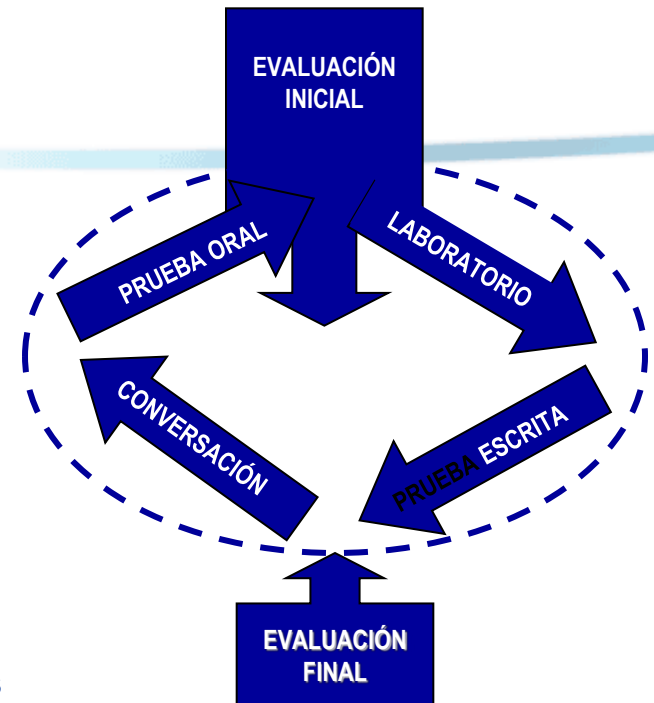 EVALUACIÓN
INICIAL
PRUEBA ORAL
LABORATORIO
CONVERSACIÓN
PRUEBA ESCRITA
EVALUACIÓN
FINAL